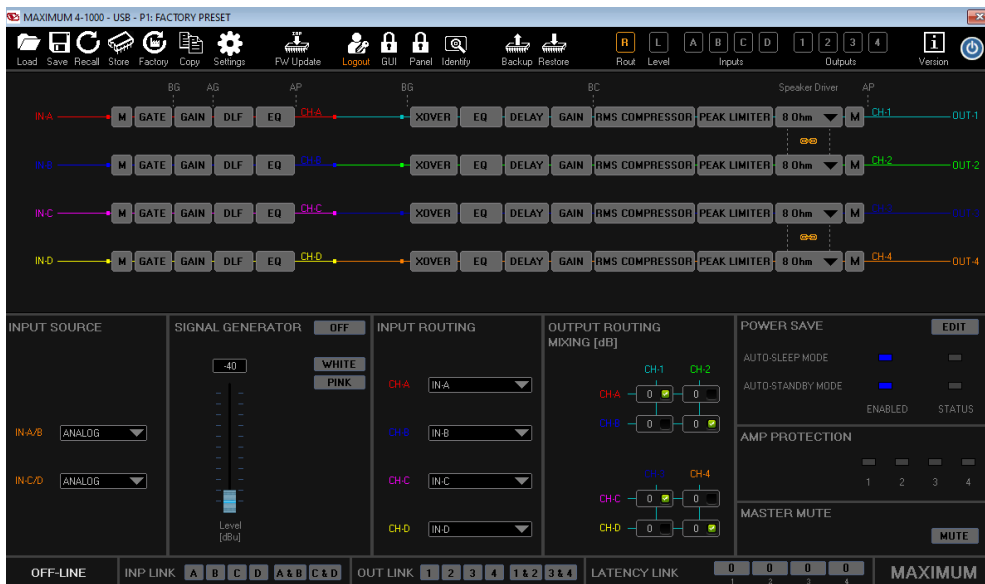 MAXIMUM 4-1000 - USB - P1: FACTORY PRESET
Load Save Recall Store Factory Copy Settings FW Update Logout GUI Panel Identify Backup Restore Rout Level Inputs Outputs Version
ZIP R L A B C D 1 2 3 4
BG AG AP BG BC Speaker Driver AP
IN-A M GATE GAIN DLF EQ CH-A XOVER EQ DELAY GAIN RMS COMPRESSOR PEAK LIMITER 8 Ohm M CH-1 OUT-1
IN-B M GATE GAIN DLF EQ CH-B XOVER EQ DELAY GAIN RMS COMPRESSOR PEAK LIMITER 8 Ohm M CH-2 OUT-2
IN-C M GATE GAIN DLF EQ CH-C XOVER EQ DELAY GAIN RMS COMPRESSOR PEAK LIMITER 8 Ohm M CH-3 OUT-3
IN-D M GATE GAIN DLF EQ CH-D XOVER EQ DELAY GAIN RMS COMPRESSOR PEAK LIMITER 8 Ohm M CH-4 OUT-4
INPUT SOURCE
IN-A/B ANALOG
IN-C/D ANALOG
SIGNAL GENERATOR OFF
-40
WHITE
PINK
Level
[dBu]
INPUT ROUTING
CH-A IN-A
CH-B IN-B
CH-C IN-C
CH-D IN-D
OUTPUT ROUTING
MIXING [dB]
CH-1 CH-2
CH-A 0 0
CH-B 0 0
CH-3 CH-4
CH-C 0 0
CH-D 0 0
POWER SAVE EDIT
AUTO-SLEEP MODE
AUTO-STANDBY MODE
ENABLED STATUS
AMP PROTECTION
1 2 3 4
MASTER MUTE
MUTE
OFF-LINE INP LINK A B C D A & B C & D OUT LINK 1 2 3 4 1 & 2 3 & 4 LATENCY LINK 0 0 0 0 MAXIMUM
1 2 3 4